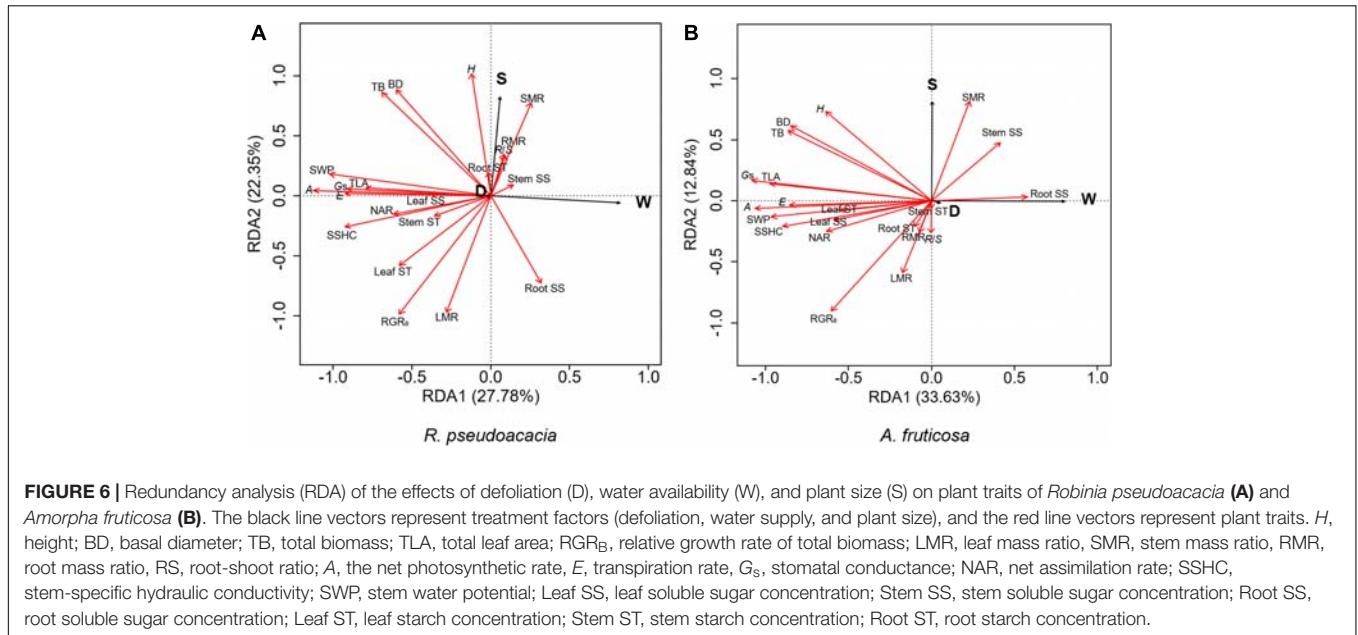 A
B
1.0
0.5
0.0
-0.5
-1.0
RDA2 (22.35%)
H
S
TB
BD
SMR
RMR
R/S
Root ST
SWP
Stem SS
A
Gs
TLA
E
D
W
Leaf SS
NAR
Stem ST
SSHC
Leaf ST
Root SS
RGRB
LMR
-1.0
-0.5
0.0
0.5
1.0
RDA1 (27.78%)
R. pseudoacacia
1.0
0.5
0.0
-0.5
-1.0
RDA2 (12.84%)
S
SMR
H
BD
TB
Stem SS
Gs
TLA
Root SS
W
A
E
Leaf ST
Stem ST
D
SWP
Leaf SS
SSHC
NAR
Root ST
RMR
R/S
LMR
RGRB
-1.0
-0.5
0.0
0.5
1.0
RDA1 (33.63%)
A. fruticosa
FIGURE 6 | Redundancy analysis (RDA) of the effects of defoliation (D), water availability (W), and plant size (S) on plant traits of Robinia pseudoacacia (A) and
Amorpha fruticosa (B). The black line vectors represent treatment factors (defoliation, water supply, and plant size), and the red line vectors represent plant traits. H,
height; BD, basal diameter; TB, total biomass; TLA, total leaf area; RGRB, relative growth rate of total biomass; LMR, leaf mass ratio, SMR, stem mass ratio, RMR,
root mass ratio, RS, root-shoot ratio; A, the net photosynthetic rate, E, transpiration rate, Gs, stomatal conductance; NAR, net assimilation rate; SSHC,
stem-specific hydraulic conductivity; SWP, stem water potential; Leaf SS, leaf soluble sugar concentration; Stem SS, stem soluble sugar concentration; Root SS,
root soluble sugar concentration; Leaf ST, leaf starch concentration; Stem ST, stem starch concentration; Root ST, root starch concentration.